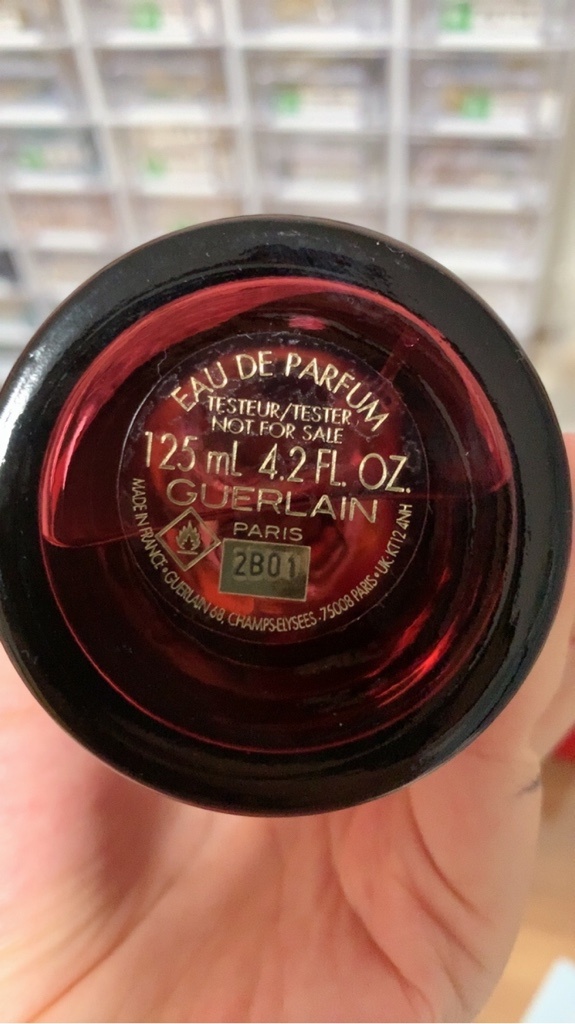 EAU DE PARFUM
TESTEUR/TESTER
NOT FOR SALE
125 mL 4.2 FL. OZ.
GUERLAIN
PARIS
2B01
MADE IN FRANCE • GUERLAIN 68, CHAMPS-ELYSEES - 75008 PARIS • UK-KT12 4NH